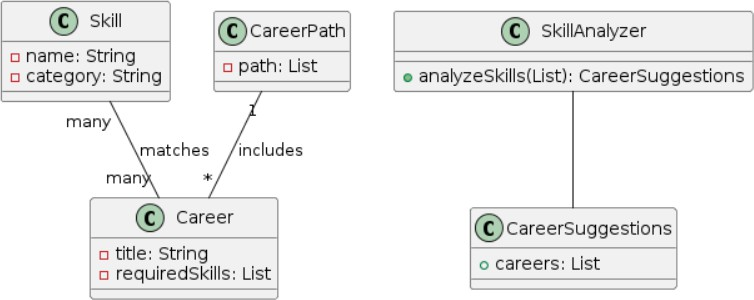 C Skill
name: String
category: String
C CareerPath
path: List
C SkillAnalyzer
analyzeSkills(List): CareerSuggestions
many
1
matches
includes
many
*
C Career
title: String
requiredSkills: List
C CareerSuggestions
careers: List